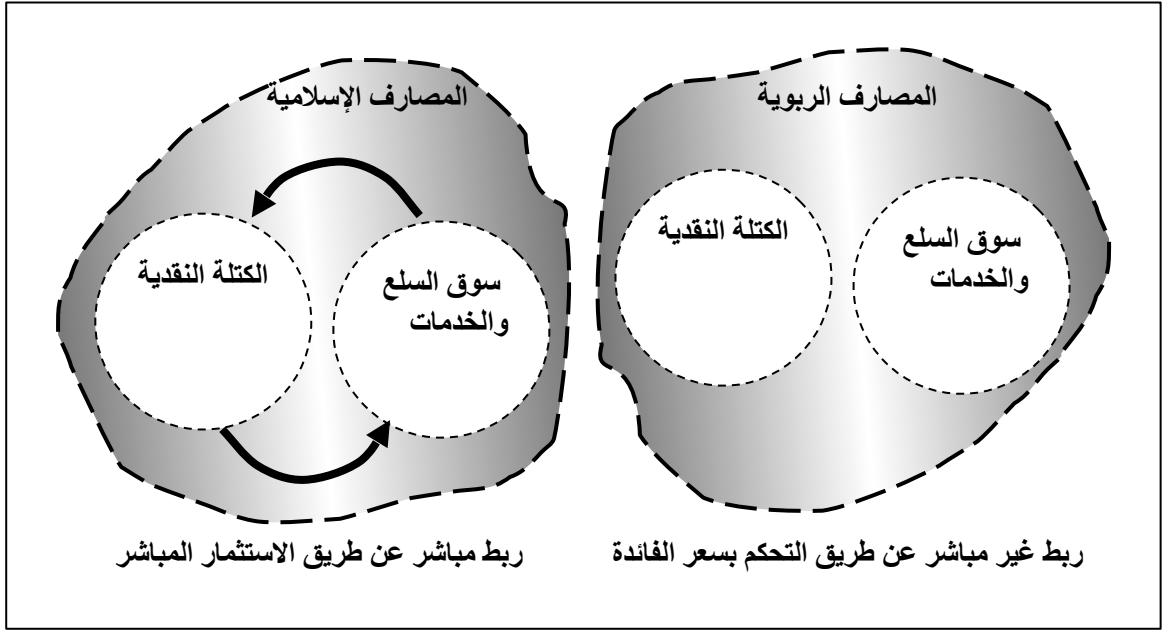 المصارف الربوية
الكتلة النقدية
سوق السلع
والخدمات
ربط غير مباشر عن طريق التحكم بسعر الفائدة
المصارف الإسلامية
الكتلة النقدية
سوق السلع
والخدمات
ربط مباشر عن طريق الاستثمار المباشر